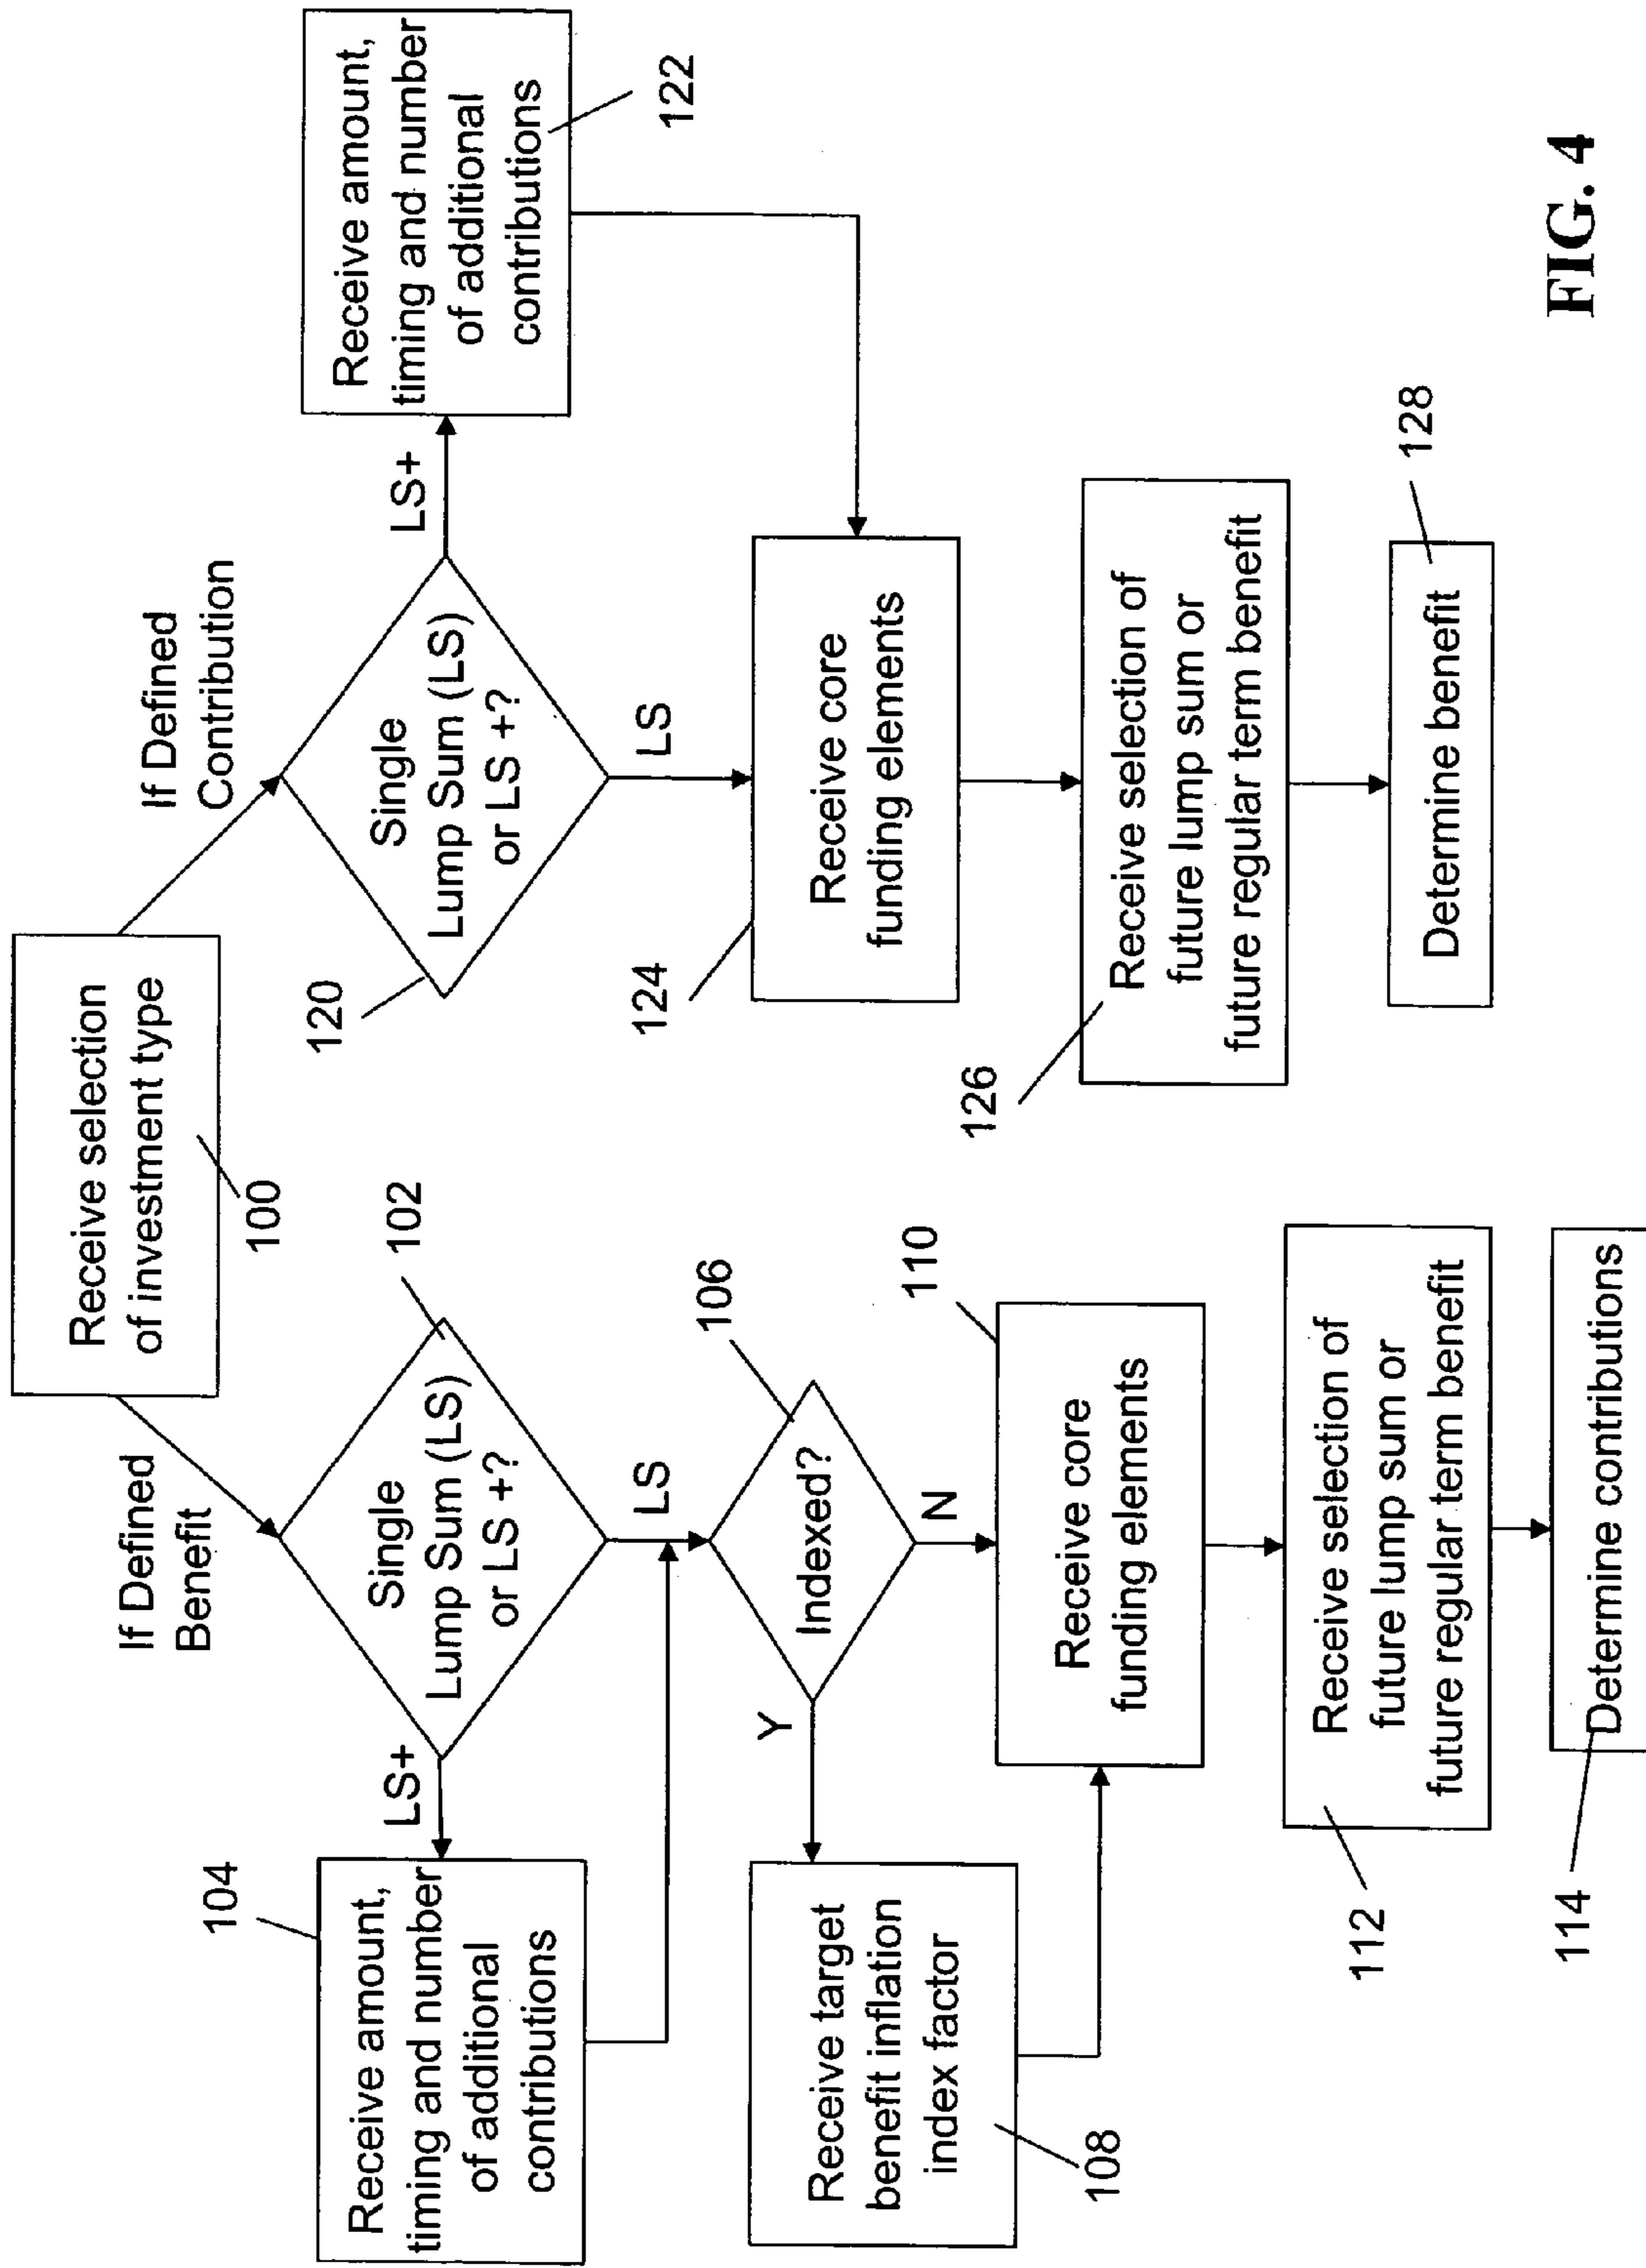 Receive selection
of investment type
100
If Defined
Benefit
If Defined
Contribution
Single
Lump Sum (LS)
or LS +?
102
LS+
LS
104
Receive amount,
timing and number
of additional
contributions
Indexed?
106
Y
N
Receive target
benefit inflation
index factor
108
110
Receive core
funding elements
Receive selection of
future lump sum or
future regular term benefit
112
Determine contributions
114
Single
Lump Sum (LS)
or LS +?
120
LS+
LS
Receive amount,
timing and number
of additional
contributions
122
124
Receive core
funding elements
126
Receive selection of
future lump sum or
future regular term benefit
Determine benefit
128
FIG. 4